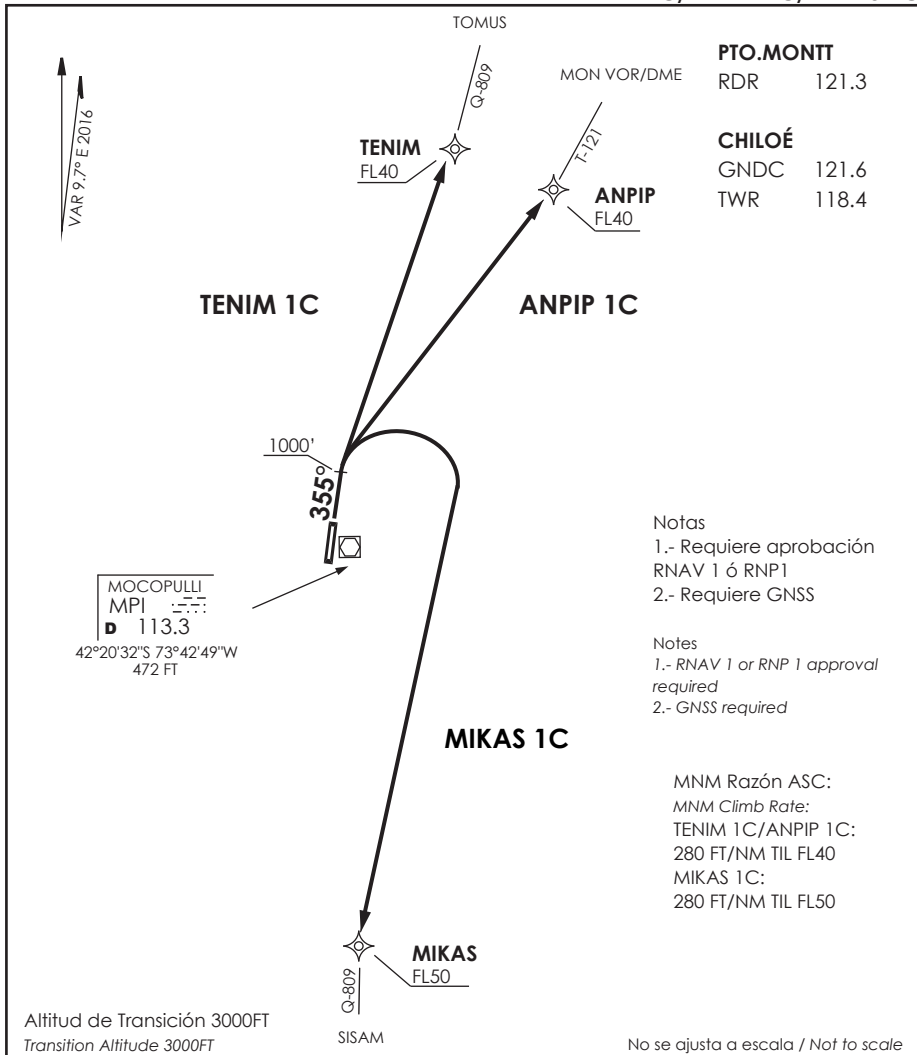 TOMUS
Q-809
MON VOR/DME
T-121
PTO.MONTT
RDR 121.3
CHILOÉ
GNDC 121.6
TWR 118.4
VAR 9.7° E 2016
TENIM
FL40
ANPIP
FL40
TENIM 1C
ANPIP 1C
1000'
355°
MOCOPULLI
MPI
D 113.3
42°20'32"S 73°42'49"W
472 FT
Notas
1.- Requiere aprobación
RNAV 1 ó RNP1
2.- Requiere GNSS
Notes
1.- RNAV 1 or RNP 1 approval
required
2.- GNSS required
MIKAS 1C
MNM Razón ASC:
MNM Climb Rate:
TENIM 1C/ANPIP 1C:
280 FT/NM TIL FL40
MIKAS 1C:
280 FT/NM TIL FL50
MIKAS
FL50
Q-809
SISAM
Altitud de Transición 3000FT
Transition Altitude 3000FT
No se ajusta a escala / Not to scale